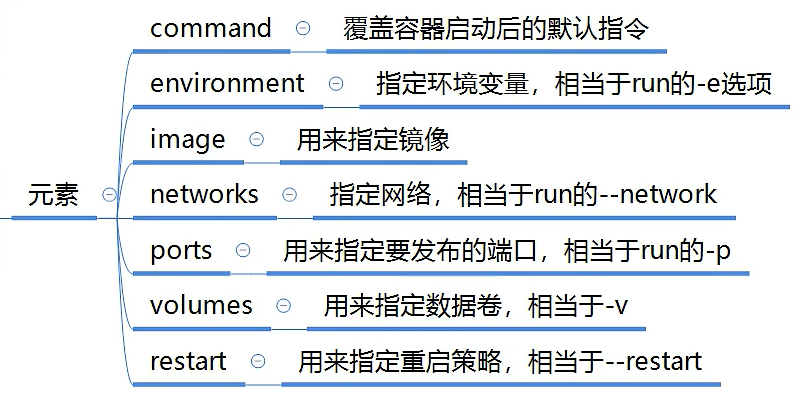 command 覆盖容器启动后的默认指令
environment 指定环境变量，相当于run的-e选项
image 用来指定镜像
元素 networks 指定网络，相当于run的--network
ports 用来指定要发布的端口，相当于run的-p
volumes 用来指定数据卷，相当于-v
restart 用来指定重启策略，相当于--restart